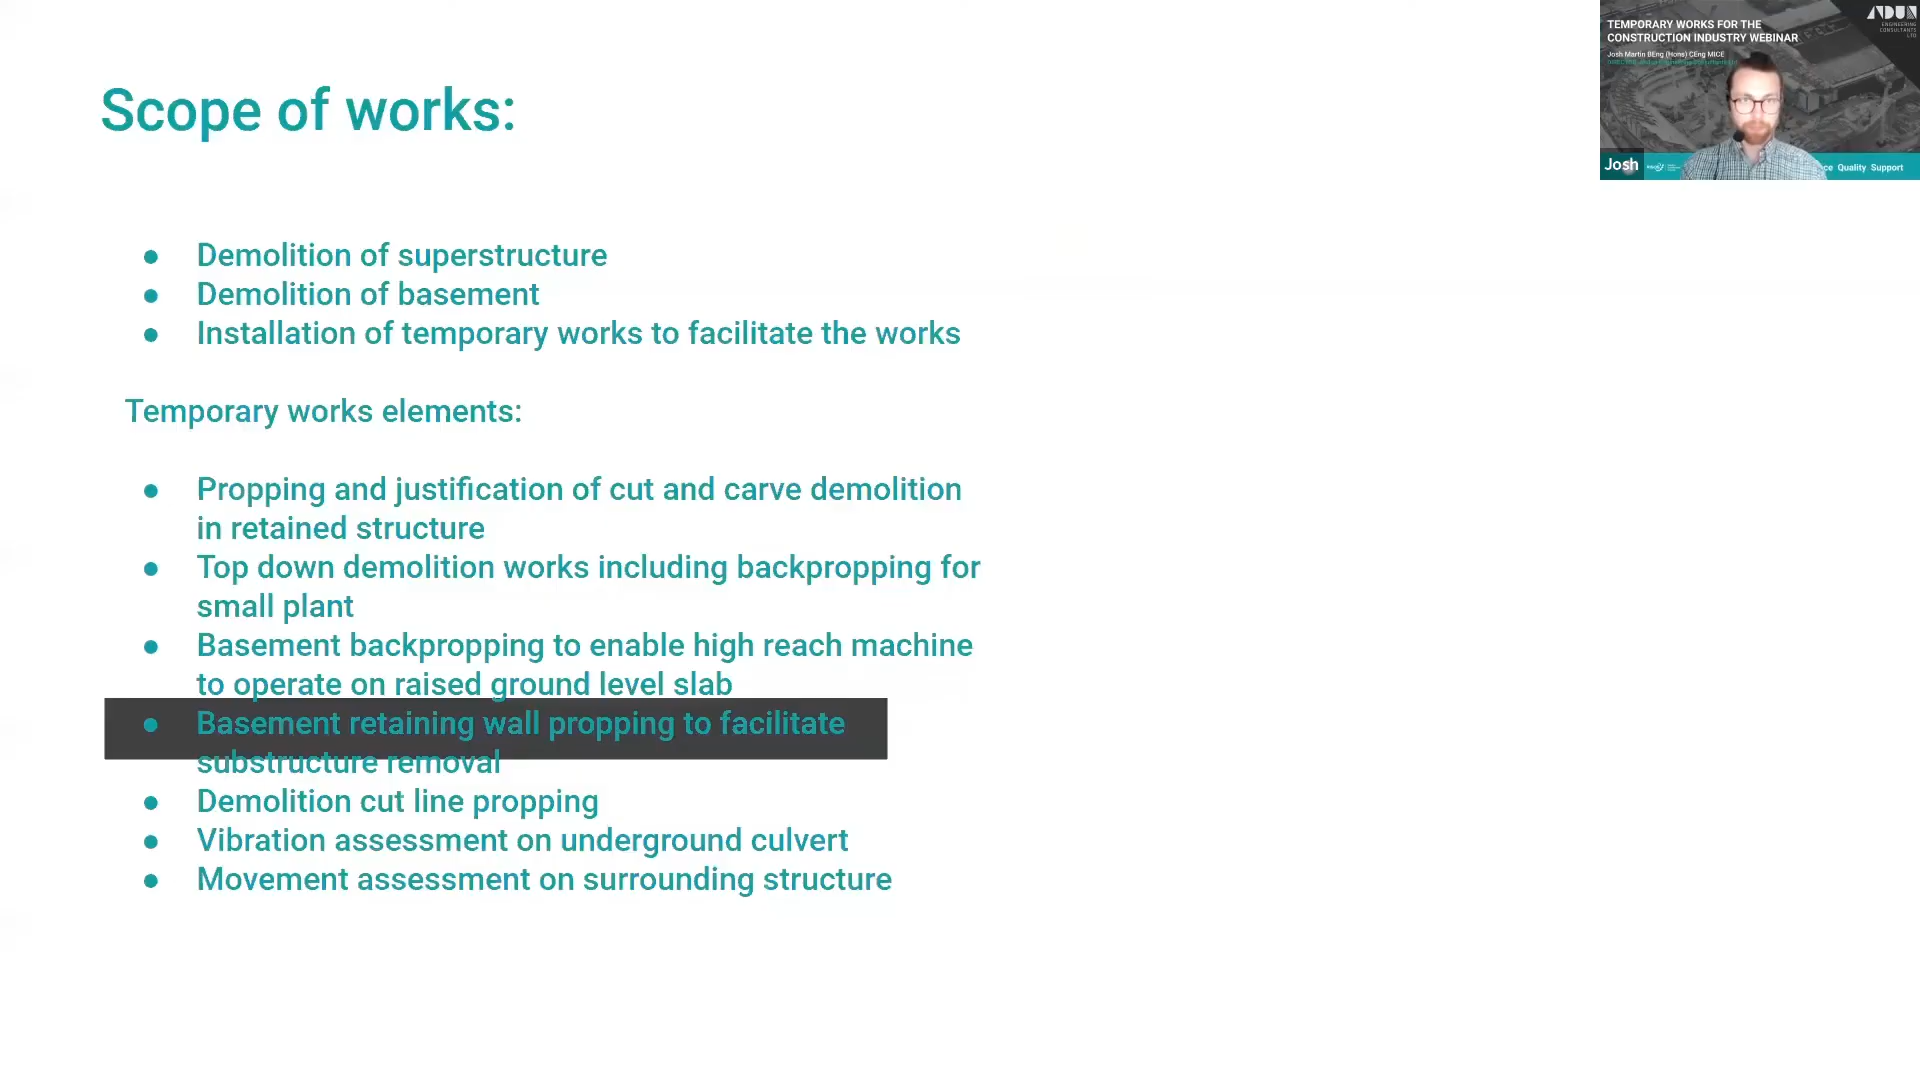 TEMPORARY WORKS FOR THE
CONSTRUCTION INDUSTRY WEBINAR
Josh Martin BEng (Hons) CEng MICE
ENGINEERING
CONSULTANTS
LTD
Josh
Quality Support
Scope of works:
● Demolition of superstructure
● Demolition of basement
● Installation of temporary works to facilitate the works
Temporary works elements:
● Propping and justification of cut and carve demolition
in retained structure
● Top down demolition works including backpropping for
small plant
● Basement backpropping to enable high reach machine
to operate on raised ground level slab
● Basement retaining wall propping to facilitate
substructure removal
● Demolition cut line propping
● Vibration assessment on underground culvert
● Movement assessment on surrounding structure